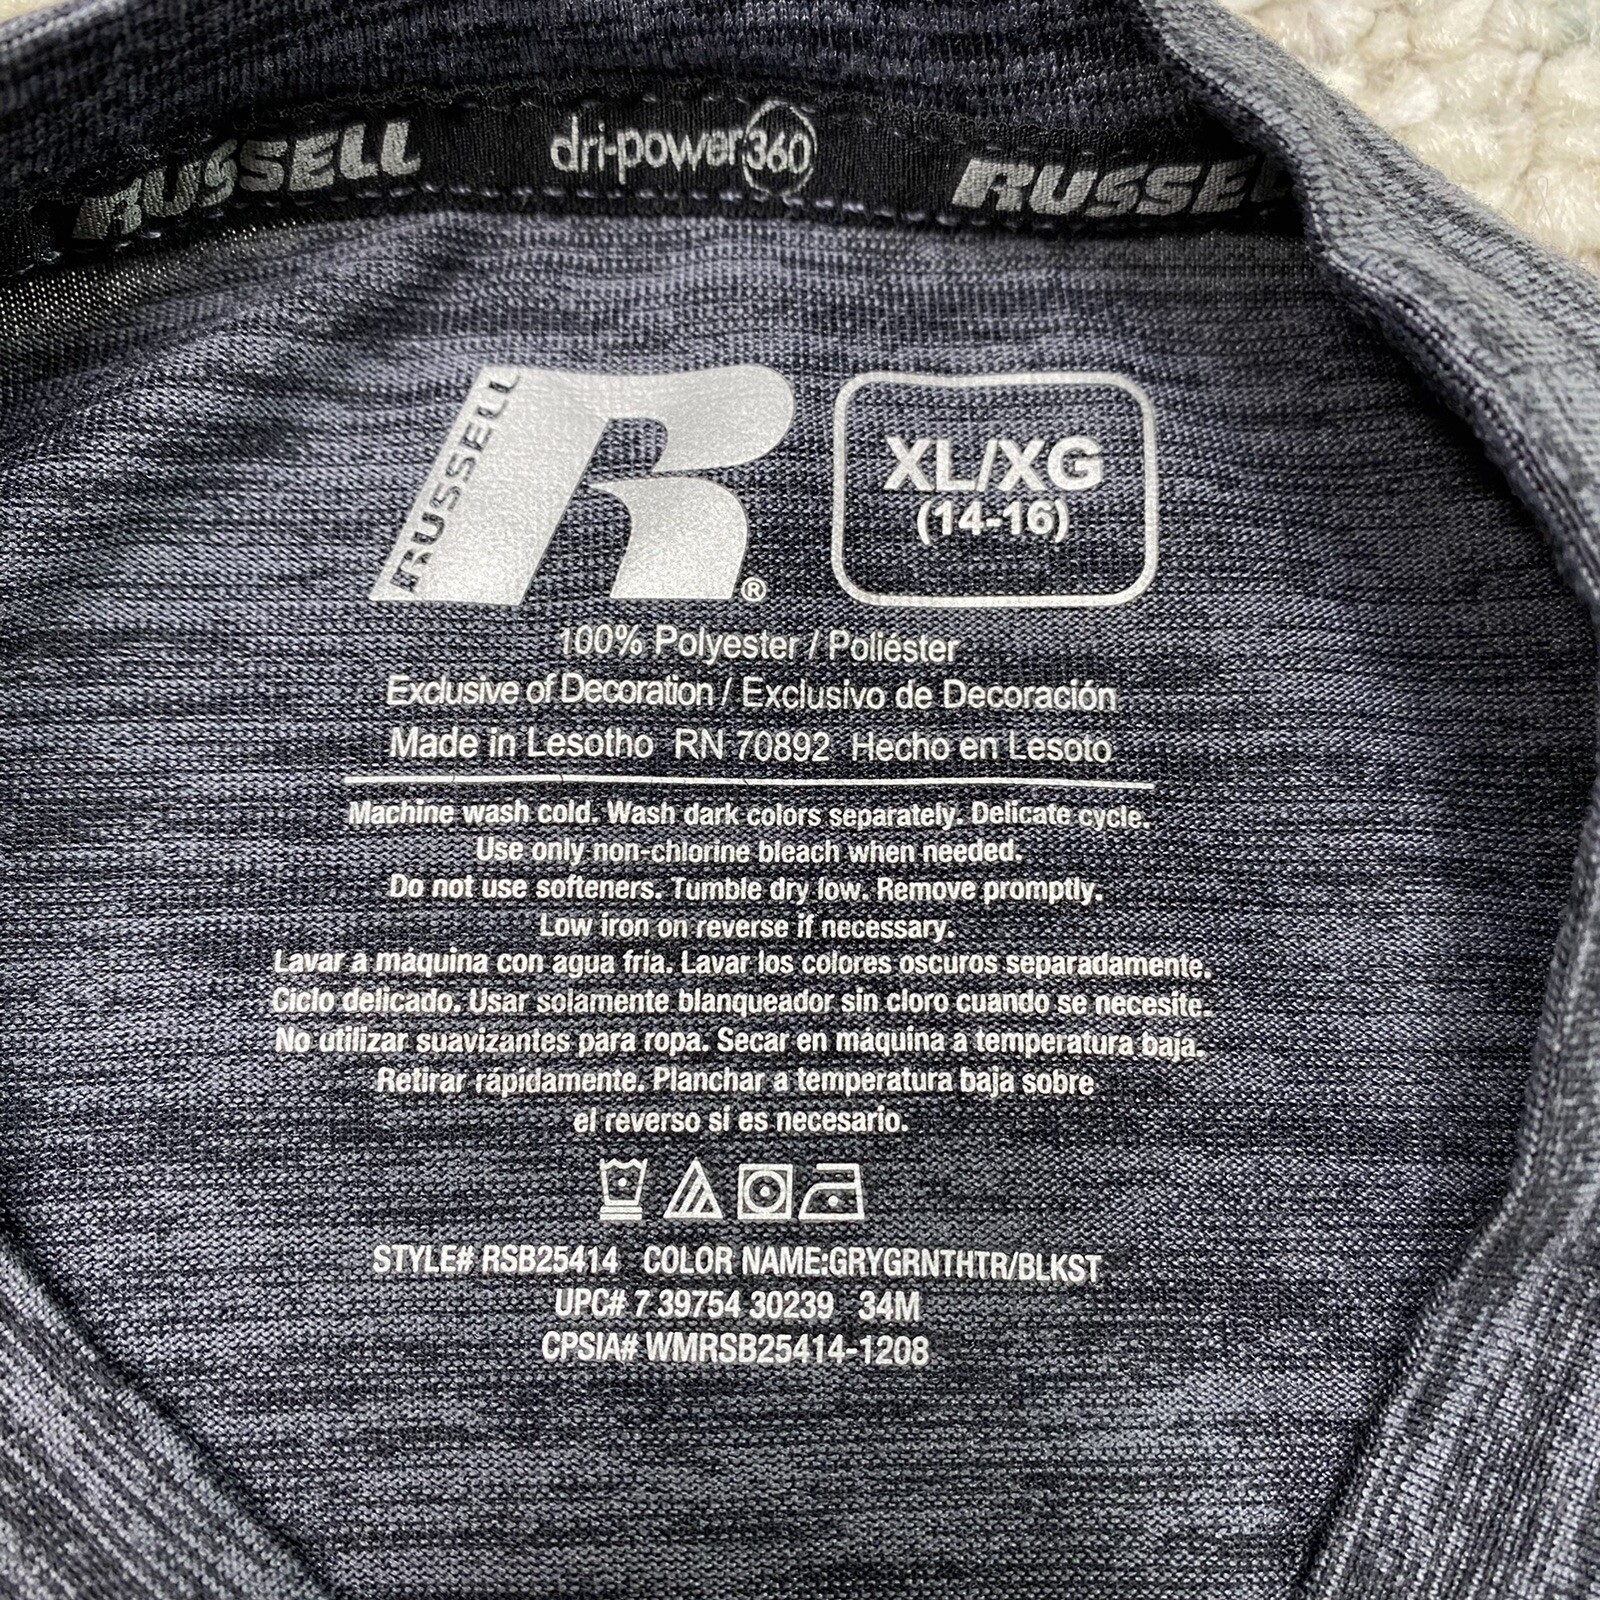 RUSSELL dri-power360 RUSSELL
RUSSELL
XL/XG
(14-16)
100% Polyester / Poliéster
Exclusive of Decoration / Exclusivo de Decoración
Made in Lesotho RN 70892 Hecho en Lesoto
Machine wash cold. Wash dark colors separately. Delicate cycle.
Use only non-chlorine bleach when needed.
Do not use softeners. Tumble dry low. Remove promptly.
Low iron on reverse if necessary.
Lavar a máquina con agua fría. Lavar los colores oscuros separadamente.
Ciclo delicado. Usar solamente blanqueador sin cloro cuando se necesite.
No utilizar suavizantes para ropa. Secar en máquina a temperatura baja.
Retirar rápidamente. Planchar a temperatura baja sobre
el reverso si es necesario.
STYLE# RSB25414 COLOR NAME:GRYGRNTHTR/BLKST
UPC# 7 39754 30239 34M
CPSIA# WMRSB25414-1208